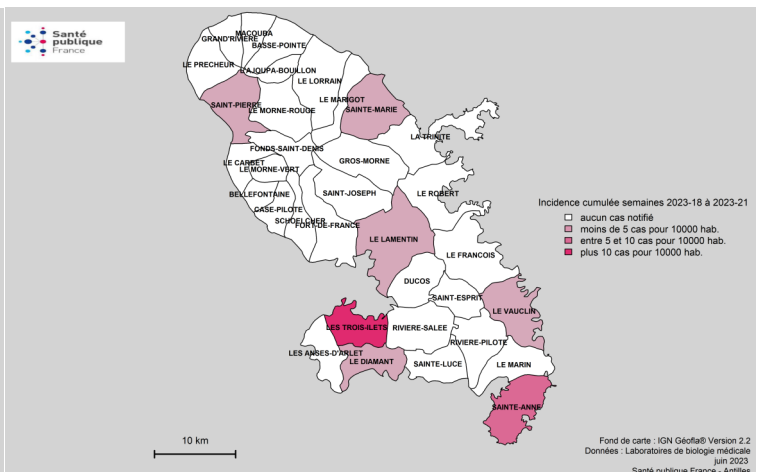 Santé
publique
France
MACOUBA
GRAND'RIVIERE
BASSE-POINTE
LE PRECHEUR
L'AJOUPA-BOUILLON
LE LORRAIN
LE MARIGOT
SAINT-PIERRE
LE MORNE-ROUGE
SAINTE-MARIE
LA TRINITE
FONDS-SAINT-DENIS
LE CARBET
GROS-MORNE
LE MORNE-VERT
BELLEFONTAINE
SAINT-JOSEPH
LE ROBERT
CASE-PILOTE
SCHOELCHER
FORT-DE-FRANCE
LE LAMENTIN
LE FRANCOIS
DUCOS
SAINT-ESPRIT
LE VAUCLIN
LES TROIS-ILETS
RIVIERE-SALEE
RIVIERE-PILOTE
LES ANSES-D'ARLET
LE DIAMANT
SAINTE-LUCE
LE MARIN
SAINTE-ANNE
Incidence cumulée semaines 2023-18 à 2023-21
aucun cas notifié
moins de 5 cas pour 10000 hab.
entre 5 et 10 cas pour 10000 hab.
plus 10 cas pour 10000 hab.
10 km
Fond de carte : IGN Géofla® Version 2.2
Données : Laboratoires de biologie médicale
juin 2023
Santé publique France - Antilles